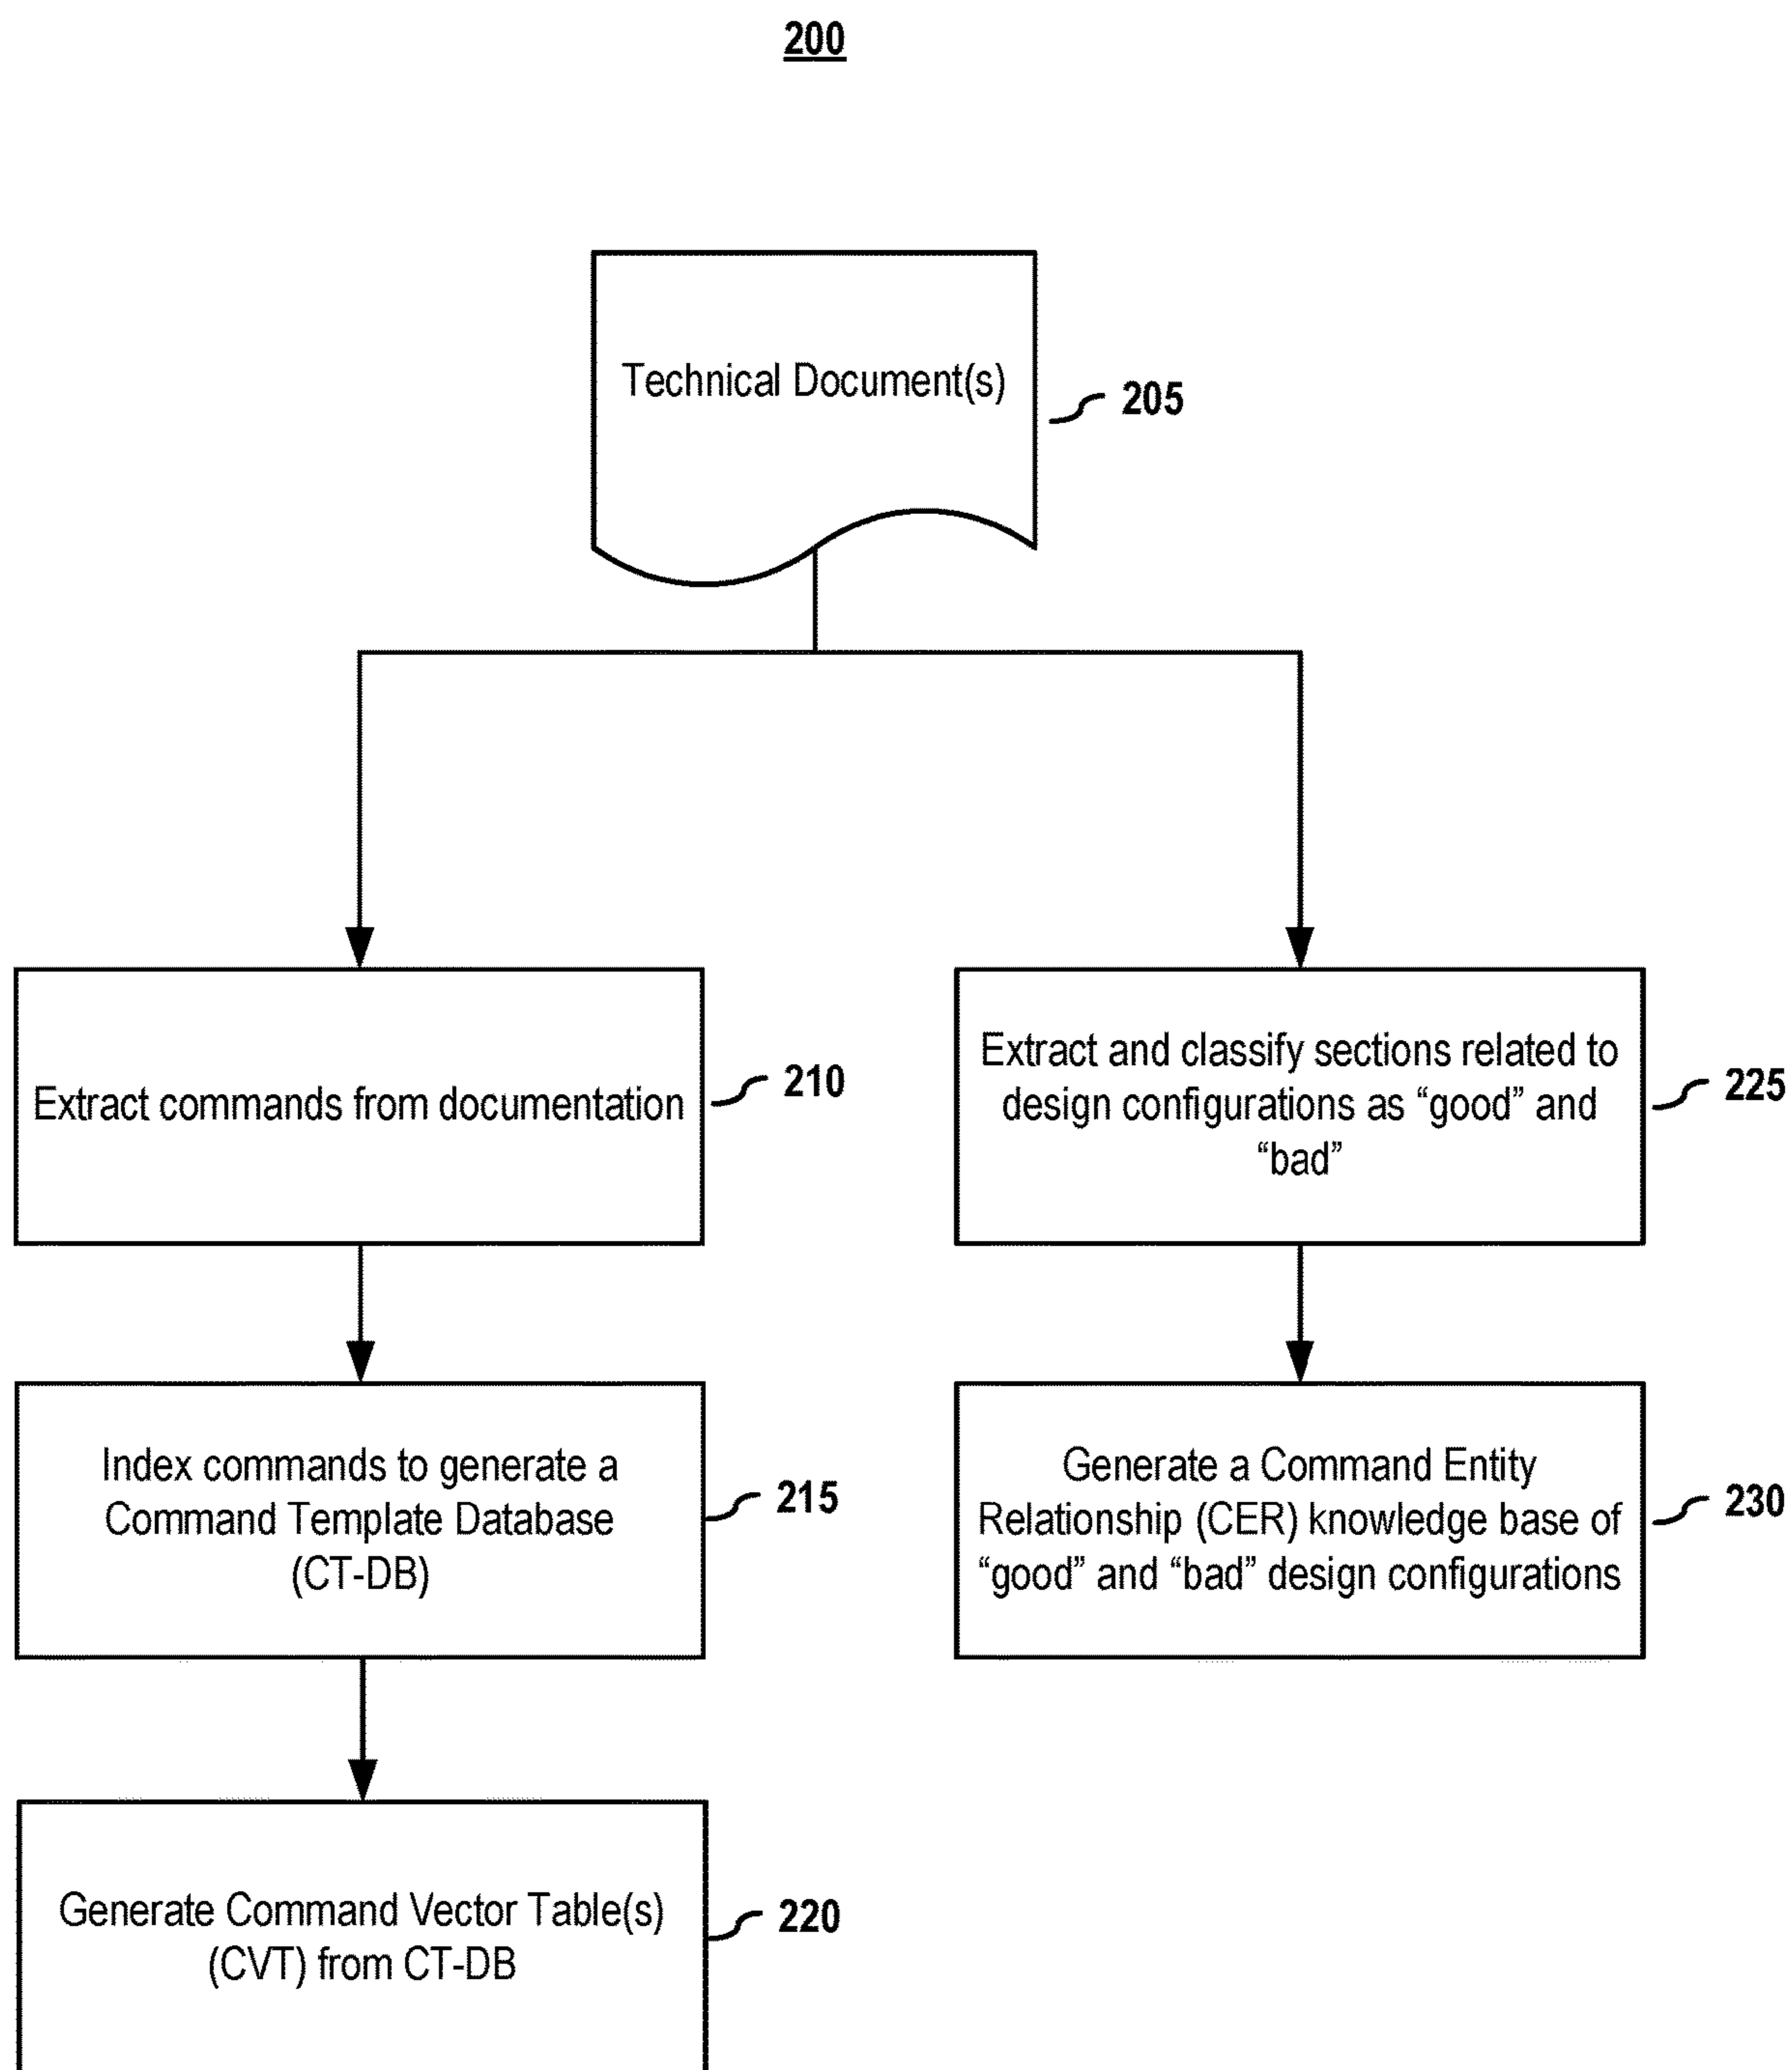 200
Technical Document(s)
205
Extract commands from documentation
210
Extract and classify sections related to
design configurations as “good” and
“bad”
225
Index commands to generate a
Command Template Database
(CT-DB)
215
Generate a Command Entity
Relationship (CER) knowledge base of
“good” and “bad” design configurations
230
Generate Command Vector Table(s)
(CVT) from CT-DB
220